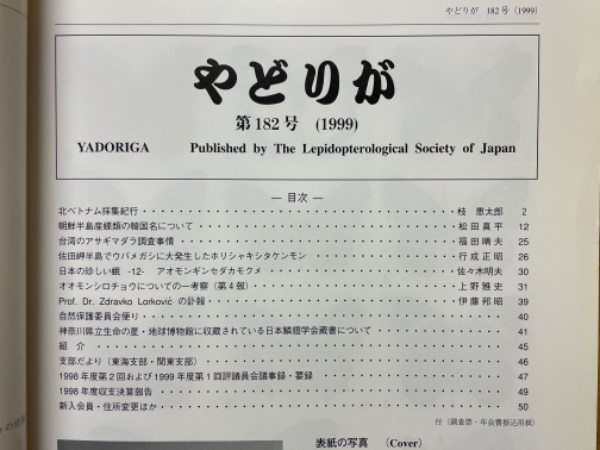 やどりが 182号 (1999)
やどりが
第182号 (1999)
YADORIGA Published by The Lepidopterological Society of Japan
― 目次 ―
北ベトナム採集紀行・・・・・枝 恵太郎 2
朝鮮半島産蝶類の韓国名について・・・・・松田真平 12
台湾のアサギマダラ調査事情・・・・・福田晴夫 25
佐田岬半島でウバメガシに大発生したホリシャキシタケンモン・・・・・行成正昭 26
日本の珍しい蛾 -12- アオモンギンセダカモクメ・・・・・佐々木明夫 30
オオモンシロチョウについての一考察(第4報)・・・・・上野雅史 31
Prof. Dr. Zdravko Lorković の訃報・・・・・伊藤邦昭 39
自然保護委員会便り・・・・・40
神奈川県立生命の星・地球博物館に収蔵されている日本鱗翅学会蔵書について・・・・・41
紹 介・・・・・45
支部だより(東海支部・関東支部)・・・・・46
1998年度第2回および1999年度第1回評議員会議事録・要録・・・・・47
1998年度収支決算報告・・・・・49
新入会員・住所変更ほか・・・・・50
付(調査票・年会費振込用紙)
表紙の写真 (Cover)